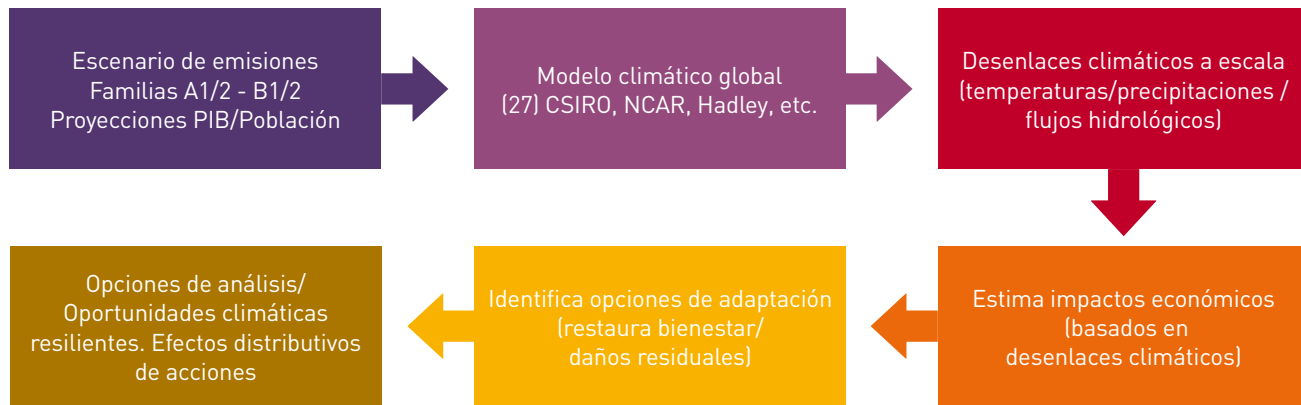 Escenario de emisiones
Familias A1/2 - B1/2
Proyecciones PIB/Población
Modelo climático global
(27) CSIRO, NCAR, Hadley, etc.
Desenlaces climáticos a escala
(temperaturas/precipitaciones /
flujos hidrológicos)
Estima impactos económicos
(basados en
desenlaces climáticos)
Identifica opciones de adaptación
(restaura bienestar/
daños residuales)
Opciones de análisis/
Oportunidades climáticas
resilientes. Efectos distributivos
de acciones